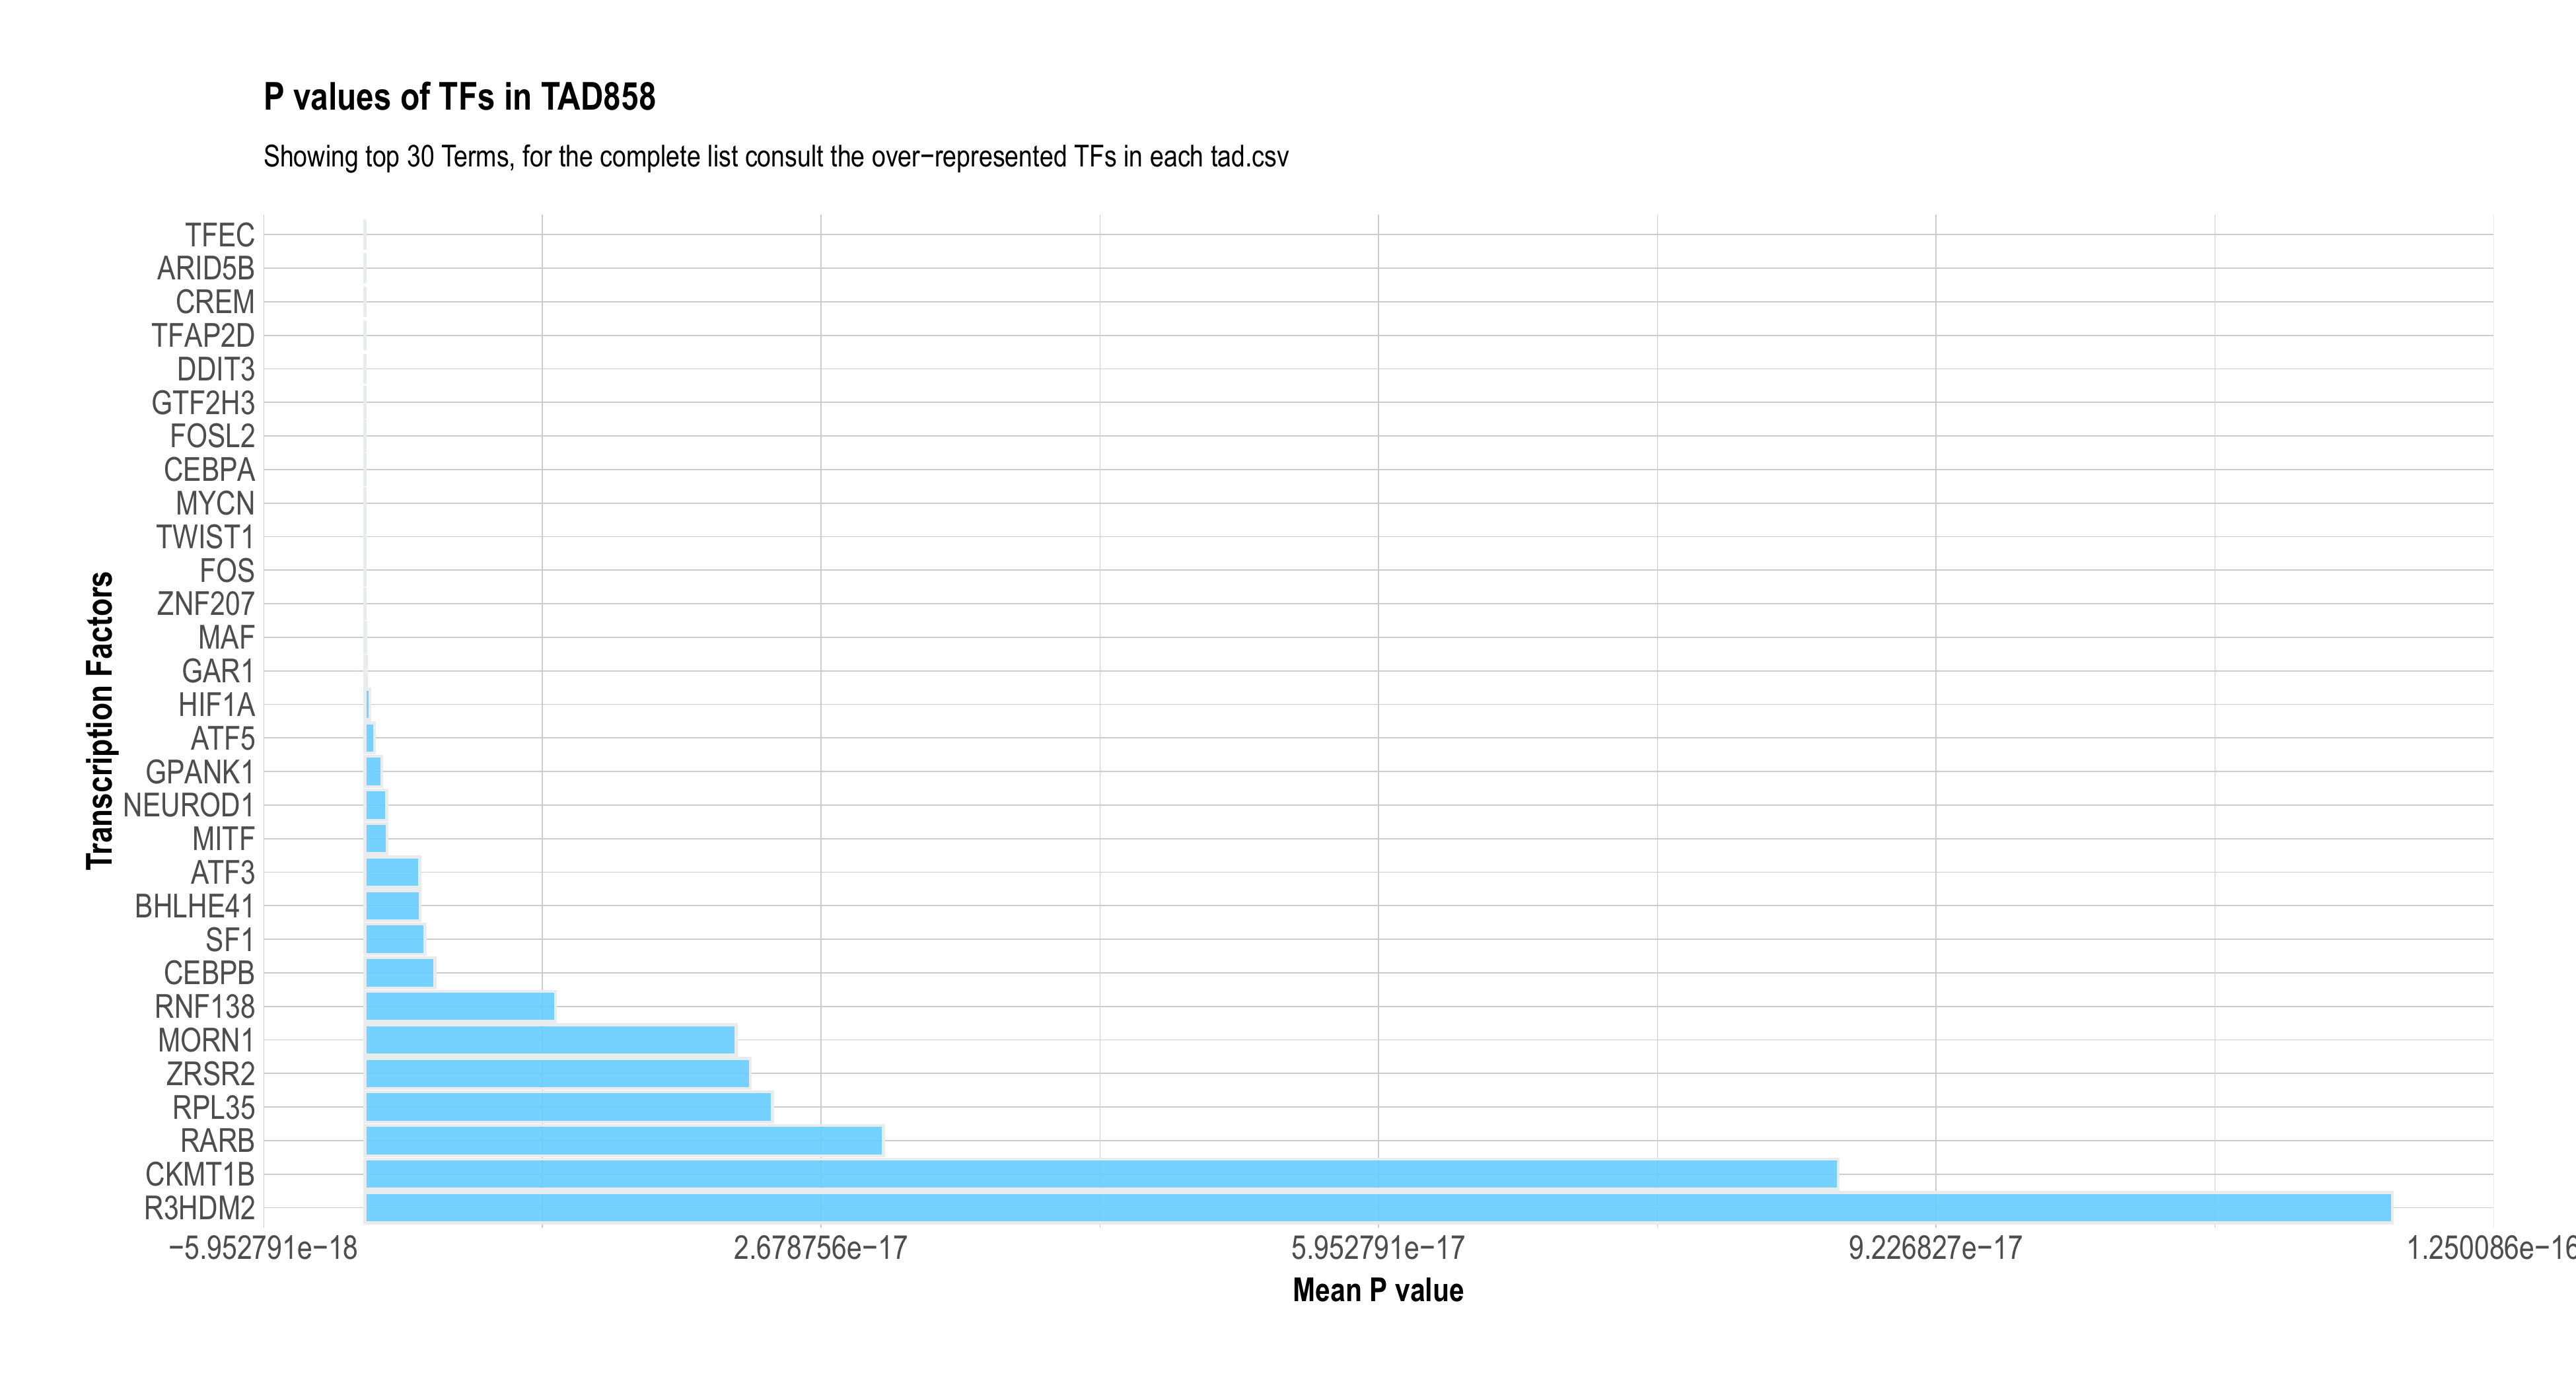 P values of TFs in TAD858
Showing top 30 Terms, for the complete list consult the over−represented TFs in each tad.csv
Transcription Factors
TFEC
ARID5B
CREM
TFAP2D
DDIT3
GTF2H3
FOSL2
CEBPA
MYCN
TWIST1
FOS
ZNF207
MAF
GAR1
HIF1A
ATF5
GPANK1
NEUROD1
MITF
ATF3
BHLHE41
SF1
CEBPB
RNF138
MORN1
ZRSR2
RPL35
RARB
CKMT1B
R3HDM2
−5.952791e−18 2.678756e−17 5.952791e−17 9.226827e−17 1.250086e−16
Mean P value